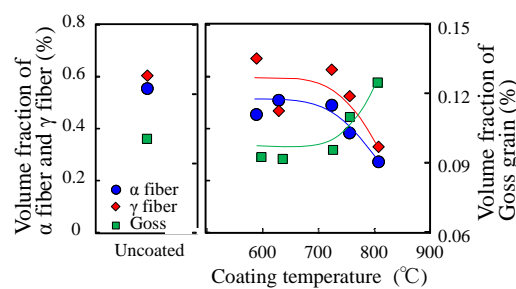 Volume fraction of
α fiber and γ fiber (%)
0.8
0.6
0.4
0.2
0
α fiber
γ fiber
Goss
Uncoated
600
700
800
900
Coating temperature (℃)
0.15
0.12
0.09
0.06
Volume fraction of
Goss grain (%)